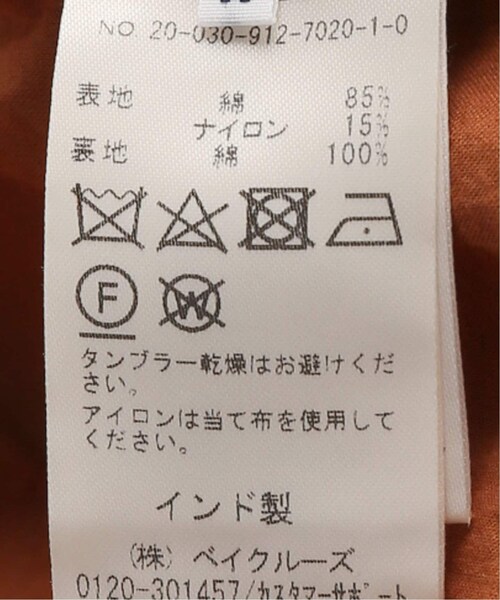 NO 20-030-912-7020-1-0
表地 綿 85%
ナイロン 15%
裏地 綿 100%
F W
タンブラー乾燥はお避けくだ
さい。
アイロンは当て布を使用して
ください。
インド製
(株) ベイクルーズ
0120-301457/カスタマーサポート